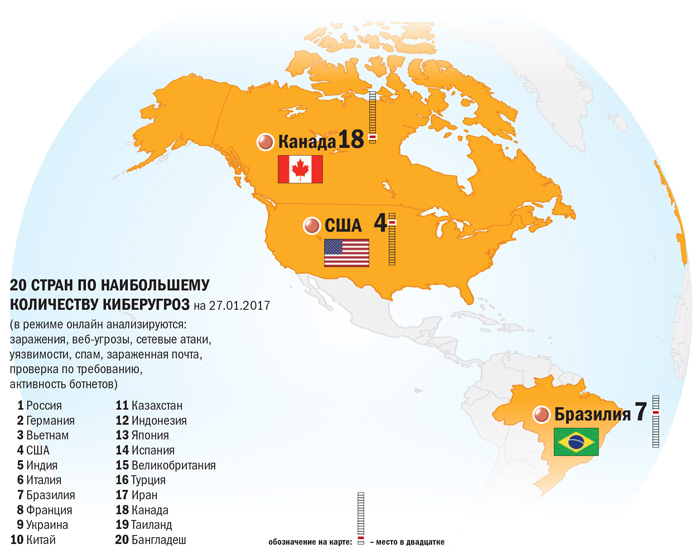 Канада 18
США 4
20 СТРАН ПО НАИБОЛЬШЕМУ
КОЛИЧЕСТВУ КИБЕРУГРОЗ на 27.01.2017
(в режиме онлайн анализируются:
заражения, веб-угрозы, сетевые атаки,
уязвимости, спам, зараженная почта,
проверка по требованию,
активность ботнетов)
1 Россия
2 Германия
3 Вьетнам
4 США
5 Индия
6 Италия
7 Бразилия
8 Франция
9 Украина
10 Китай
11 Казахстан
12 Индонезия
13 Япония
14 Испания
15 Великобритания
16 Турция
17 Иран
18 Канада
19 Таиланд
20 Бангладеш
Бразилия 7
обозначение на карте: – место в двадцатке